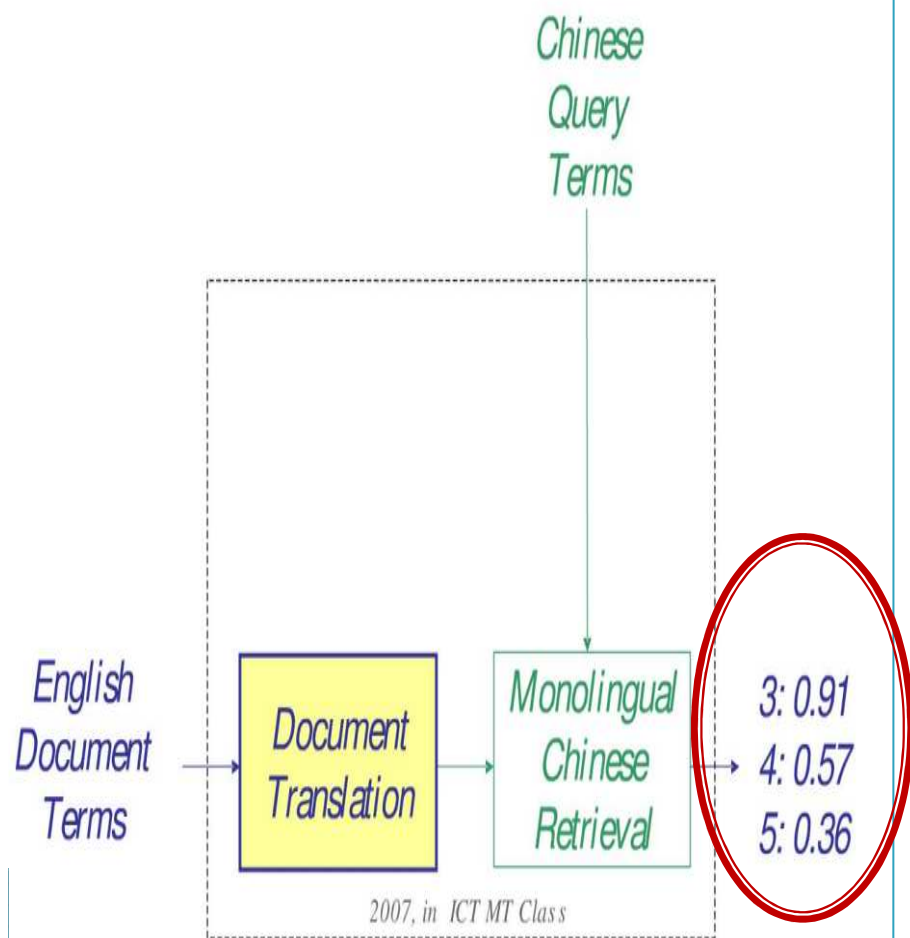 Chinese
Query
Terms
English
Document
Terms
Document
Translation
Monolingual
Chinese
Retrieval
3: 0.91
4: 0.57
5: 0.36
2007, in ICT MT Class